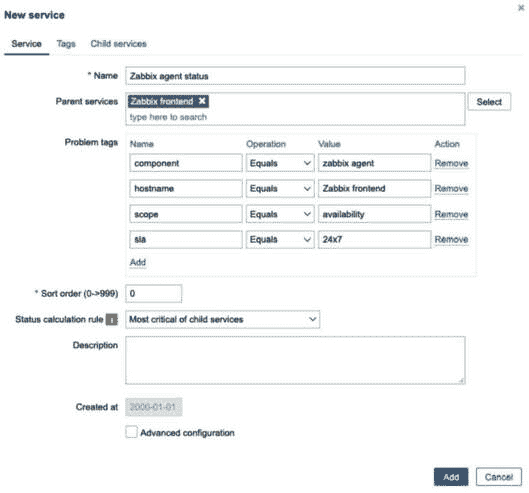 New service
Service Tags Child services
* Name Zabbix agent status
Parent services Zabbix frontend Select
type here to search
Problem tags Name Operation Value Action
component Equals zabbix agent Remove
hostname Equals Zabbix frontend Remove
scope Equals availability Remove
sla Equals 24x7 Remove
Add
* Sort order (0->999) 0
Status calculation rule i Most critical of child services
Description
Created at 2000-01-01
Advanced configuration
Add Cancel